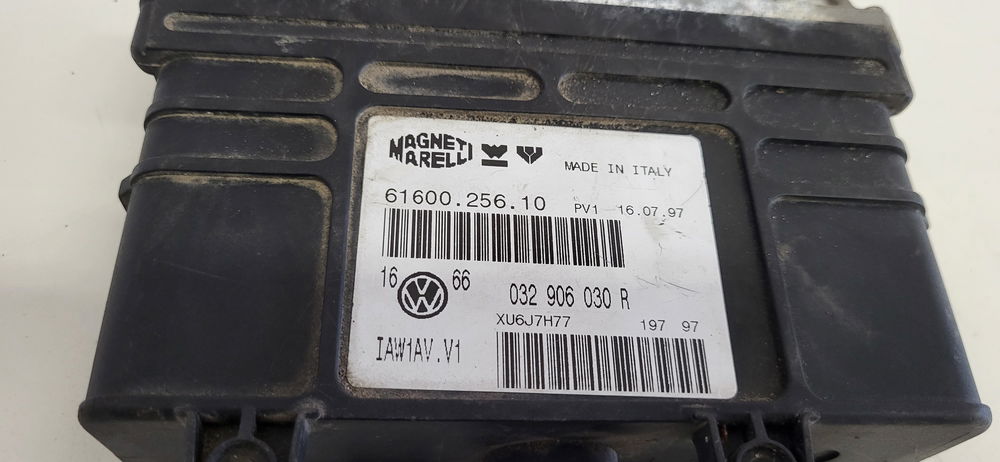 MAGNETI
MARELLI
MADE IN ITALY
61600.256.10 PV1 16.07.97
16 66 032 906 030 R
XU6J7H77 197 97
IAW1AV.V1